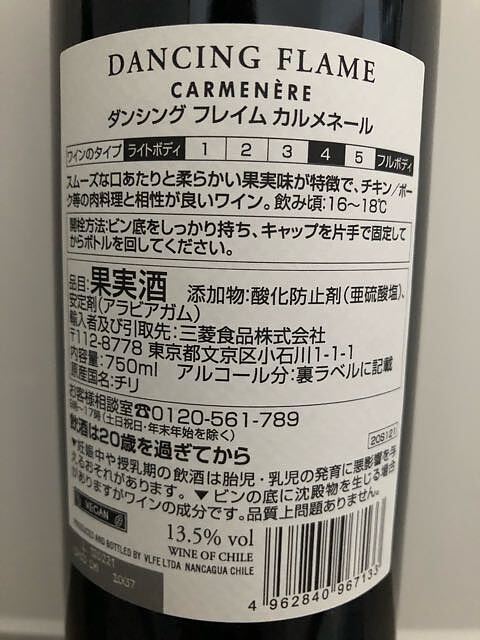 DANCING FLAME
CARMENÈRE
ダンシング フレイム カルメネール
ワインのタイプ ライトボディ 1 2 3 4 5 フルボディ
スムーズな口あたりと柔らかい果実味が特徴で、チキン/ポー
ク等の肉料理と相性が良いワイン。飲み頃:16〜18℃
開栓方法:ビン底をしっかり持ち、キャップを片手で固定して
からボトルを回してください。
品目:果実酒 添加物:酸化防止剤(亜硫酸塩)、
安定剤(アラビアガム)
輸入者及び引取先:三菱食品株式会社
〒112-8778 東京都文京区小石川1-1-1
内容量:750ml アルコール分:裏ラベルに記載
原産国名:チリ
お客様相談室☎0120-561-789
9時〜17時(土日祝日・年末年始を除く)
飲酒は20歳を過ぎてから
20S121
▼妊娠中や授乳期の飲酒は胎児・乳児の発育に悪影響を与
えるおそれがあります。▼ビンの底に沈殿物を生じる場合
がありますがワインの成分です。品質上問題ありません。
VEGAN
13.5% vol
WINE OF CHILE
PRODUCED AND BOTTLED BY VLFE LTDA NANCAGUA CHILE
4 962840 967133